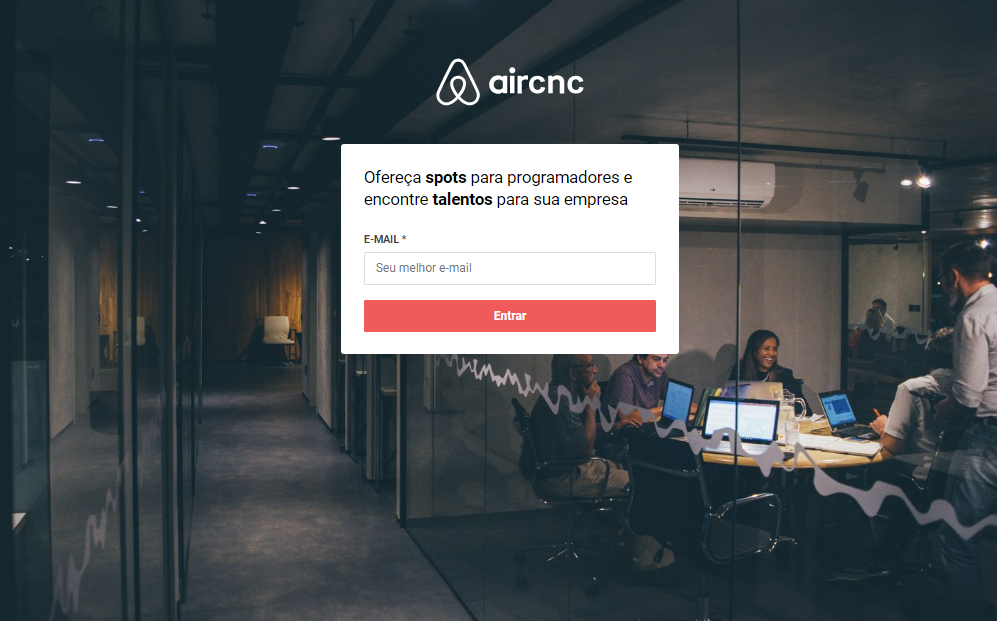 aircnc
Ofereça spots para programadores e
encontre talentos para sua empresa
E-MAIL *
Seu melhor e-mail
Entrar